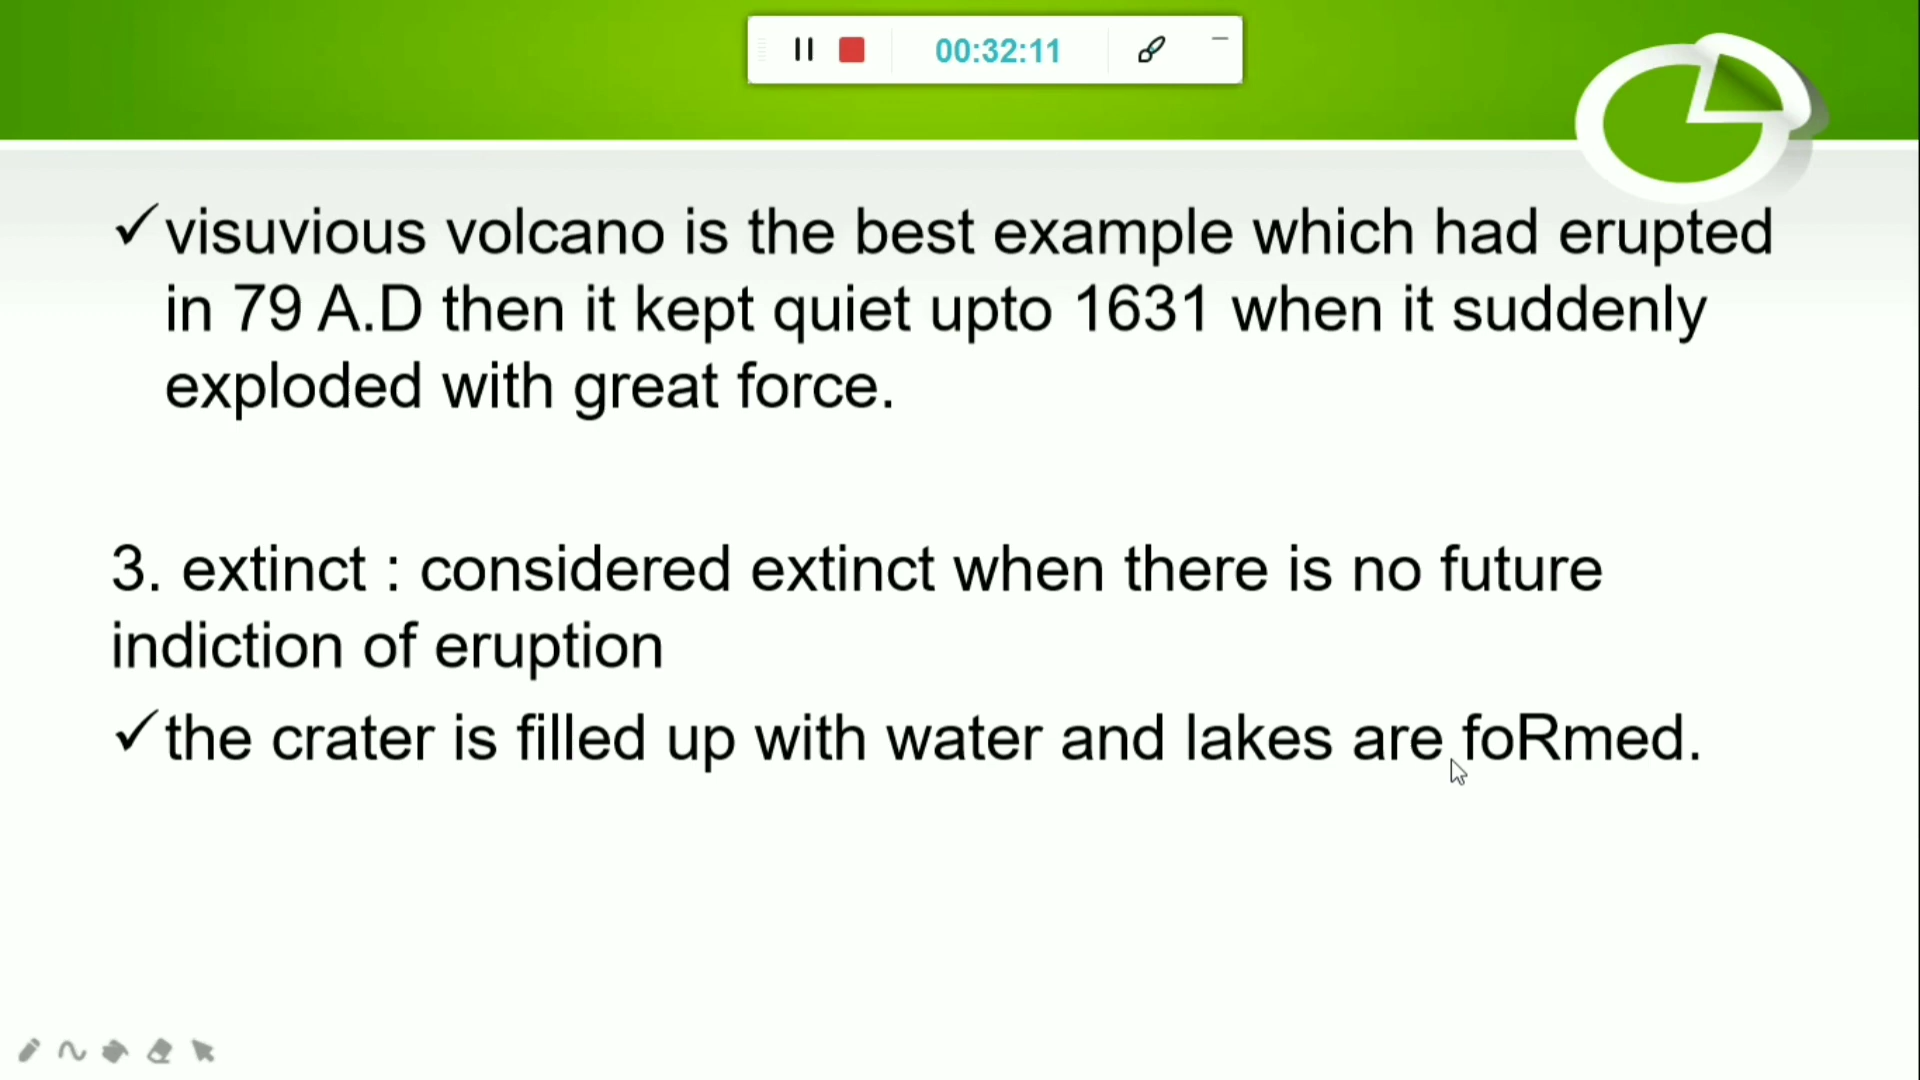 00:32:11
✓visuvious volcano is the best example which had erupted
in 79 A.D then it kept quiet upto 1631 when it suddenly
exploded with great force.
3. extinct : considered extinct when there is no future
indiction of eruption
✓the crater is filled up with water and lakes are foRmed.